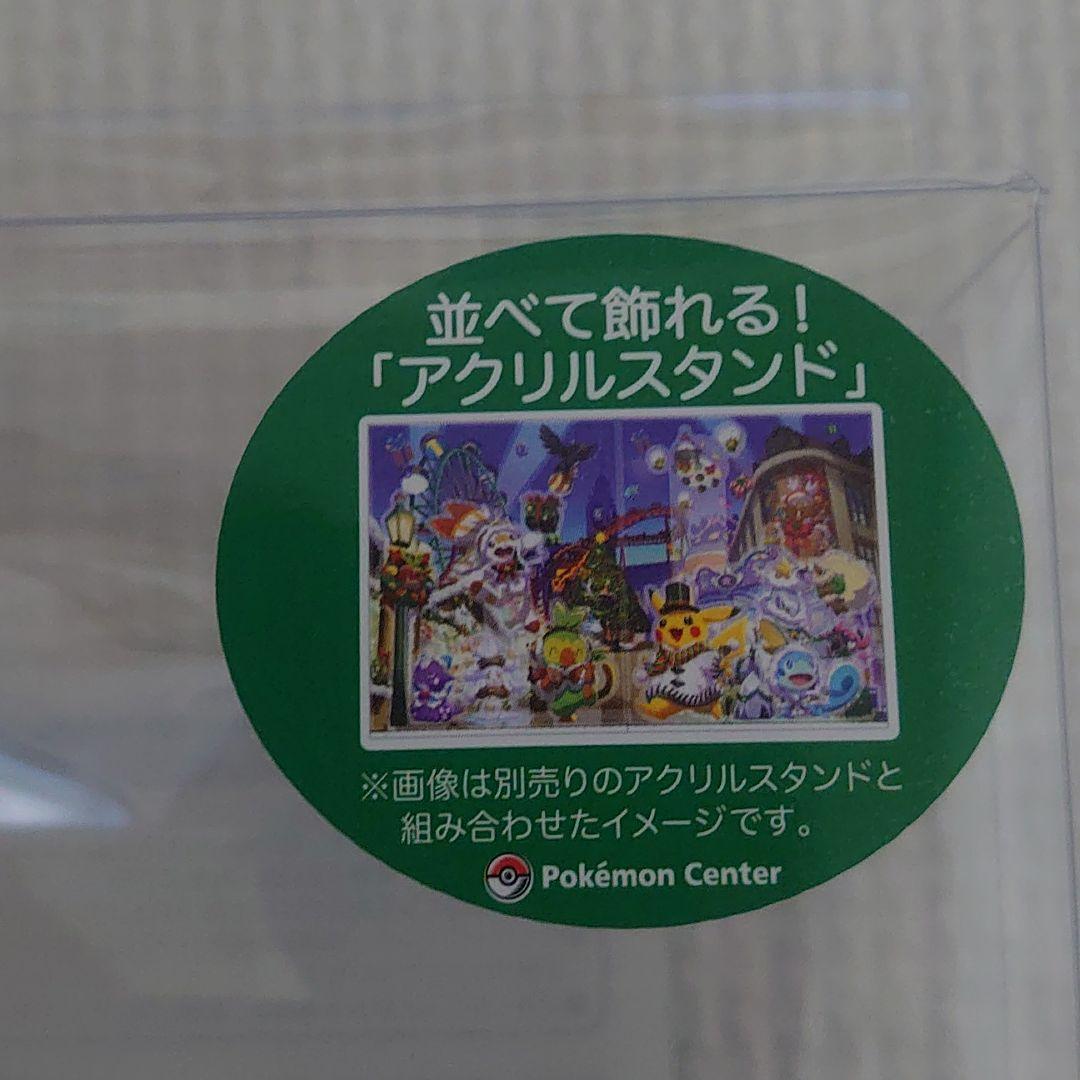 並べて飾れる!
「アクリルスタンド」
※画像は別売りのアクリルスタンドと
組み合わせたイメージです。
Pokémon Center